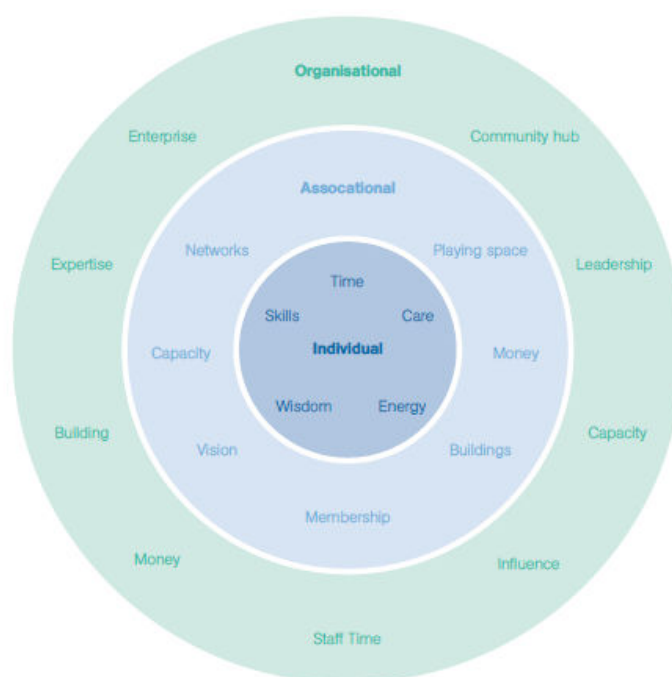 Organisational
Enterprise
Community hub
Assocational
Networks
Playing space
Expertise
Leadership
Time
Skills
Care
Individual
Capacity
Money
Wisdom
Energy
Building
Capacity
Vision
Buildings
Membership
Money
Influence
Staff Time